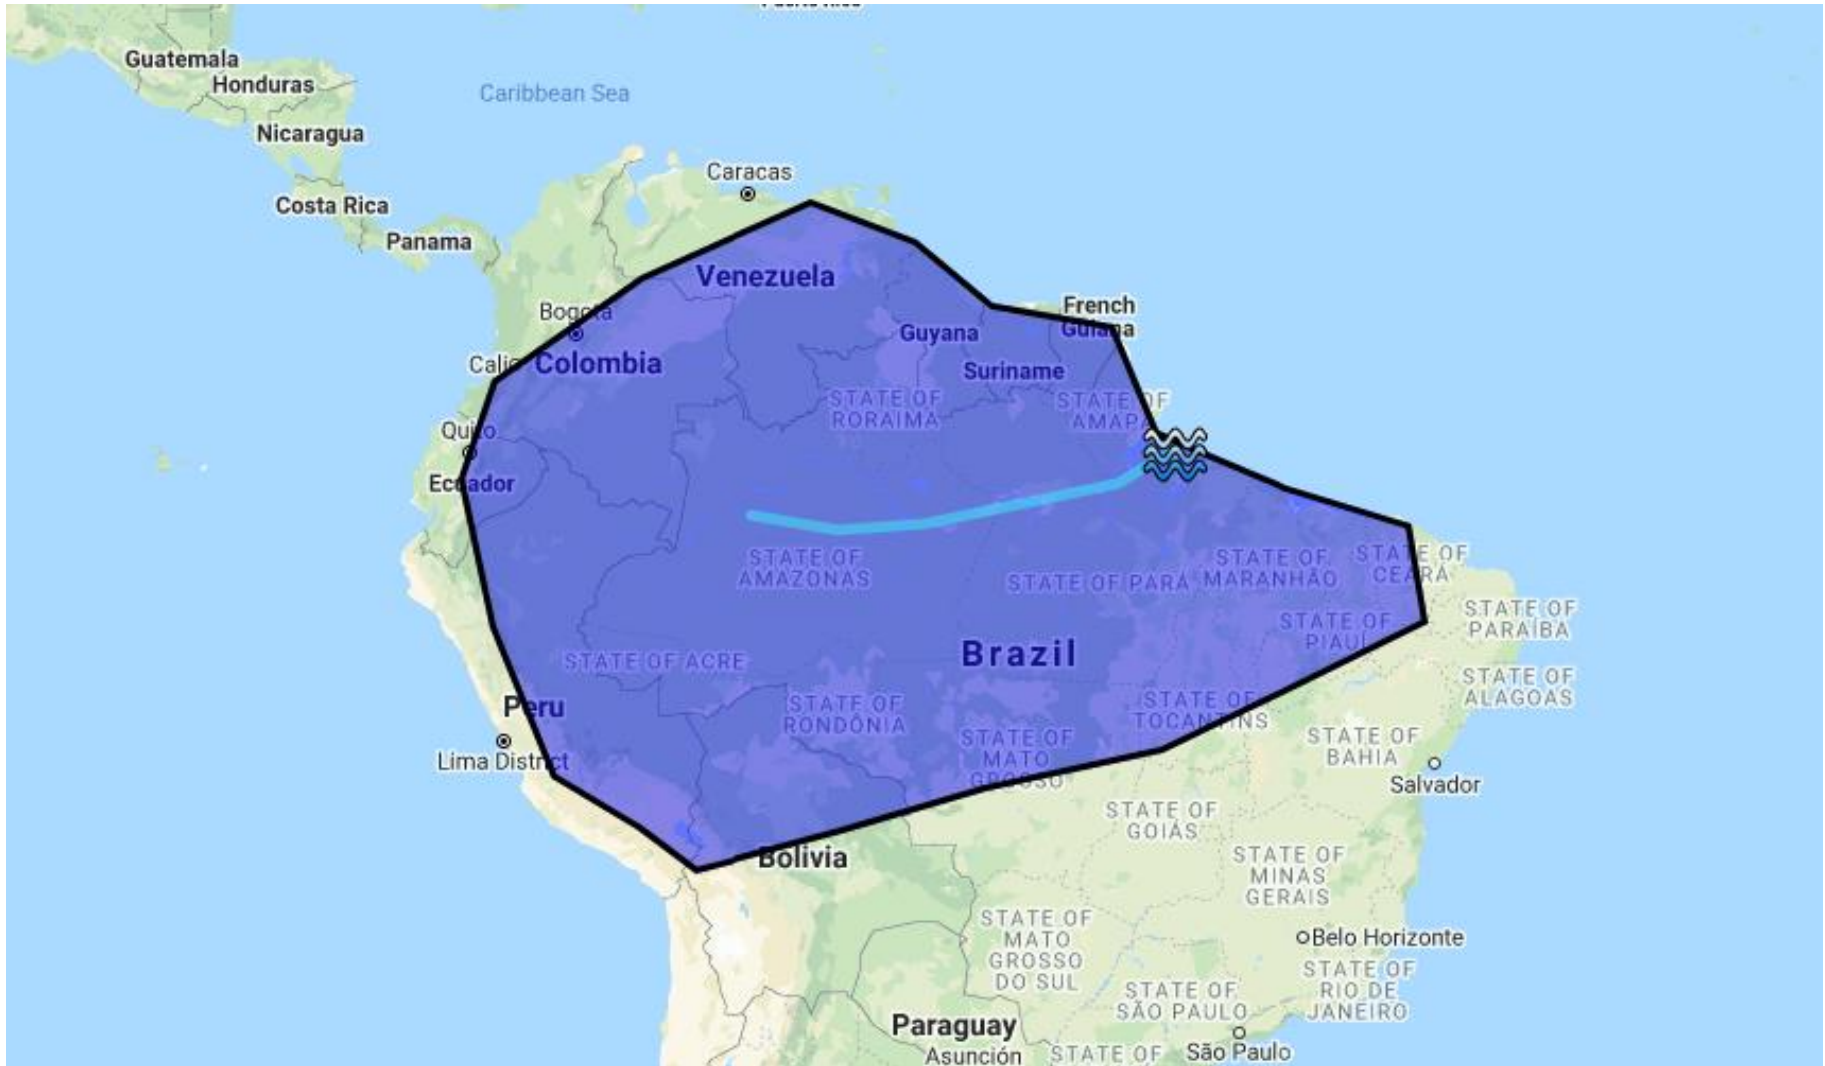 Puerto Rico
Guatemala
Honduras
Caribbean Sea
Nicaragua
Caracas
Costa Rica
Panama
Venezuela
Bogota
French
Guiana
Guyana
Cali
Colombia
Suriname
STATE OF
RORAIMA
STATE OF
AMAPÁ
Quito
Ecuador
STATE OF
AMAZONAS
STATE OF PARÁ
STATE OF
MARANHÃO
STATE OF
CEARÁ
STATE OF
PIAUÍ
STATE OF
PARAÍBA
Brazil
STATE OF ACRE
STATE OF
ALAGOAS
Peru
STATE OF
RONDÔNIA
STATE OF
TOCANTINS
Lima District
STATE OF
MATO
GROSSO
STATE OF
BAHIA
Salvador
STATE OF
GOIÁS
Bolivia
STATE OF
MINAS
GERAIS
STATE OF
MATO
GROSSO
DO SUL
Belo Horizonte
STATE OF
RIO DE
JANEIRO
STATE OF
SÃO PAULO
Paraguay
Asunción
STATE OF
São Paulo